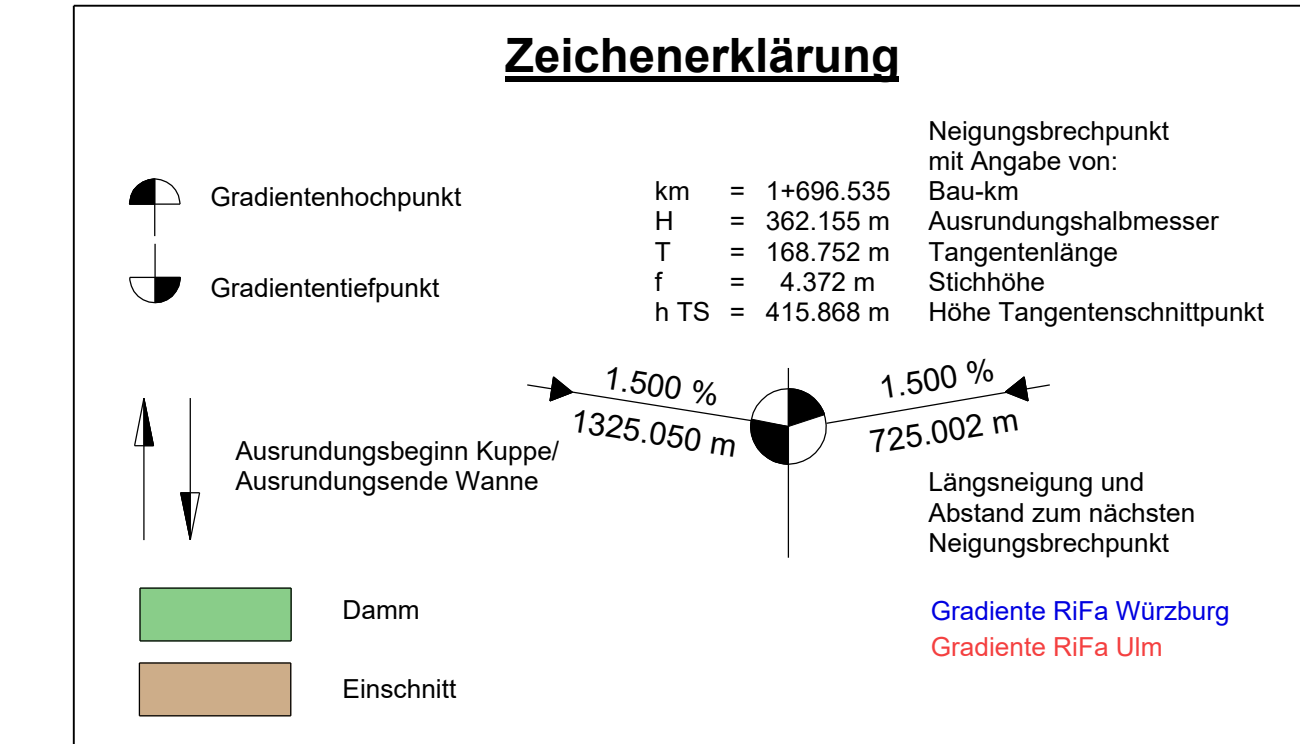 Zeichenerklärung
Gradientenhochpunkt
Gradiententiefpunkt
Ausrundungsbeginn Kuppe/
Ausrundungsende Wanne
Damm
Einschnitt
Neigungsbrechpunkt
mit Angabe von:
km = 1+696.535 Bau-km
H = 362.155 m Ausrundungshalbmesser
T = 168.752 m Tangentenlänge
f = 4.372 m Stichhöhe
h TS = 415.868 m Höhe Tangentenschnittpunkt
1.500 %
1325.050 m
1.500 %
725.002 m
Längsneigung und
Abstand zum nächsten
Neigungsbrechpunkt
Gradiente RiFa Würzburg
Gradiente RiFa Ulm